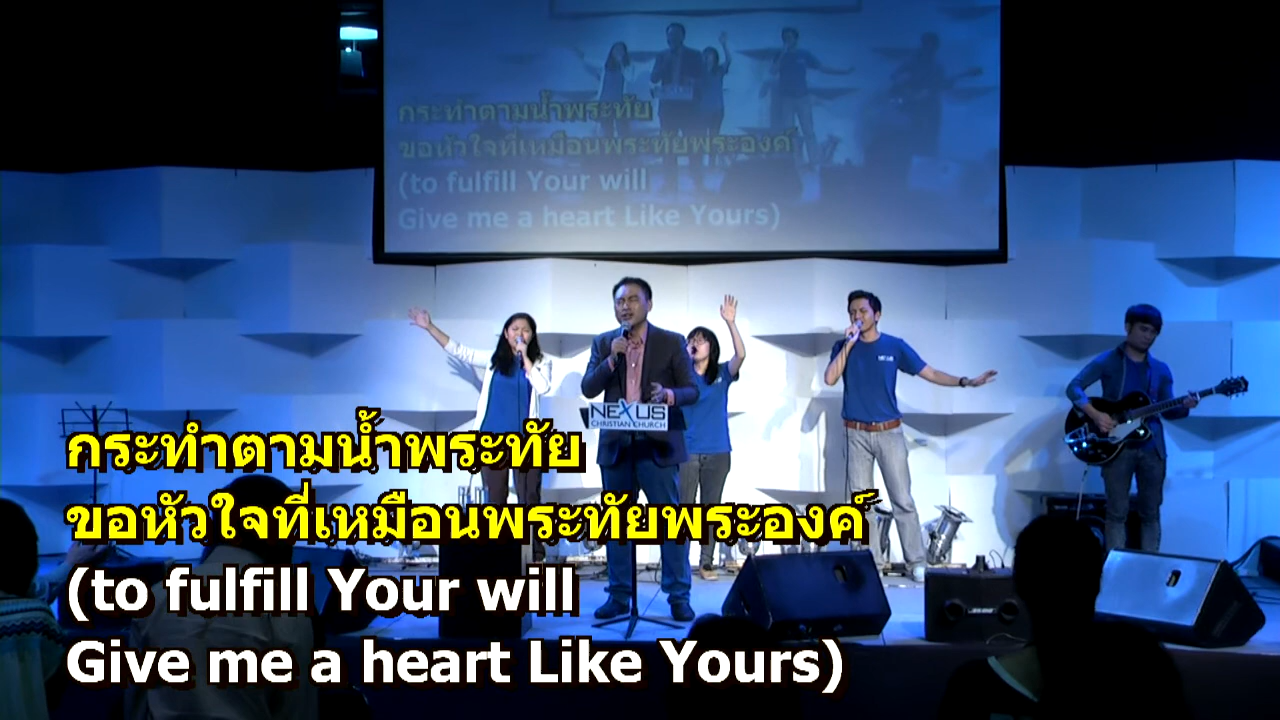 กระทำตามน้ำพระทัย
ขอหัวใจที่เหมือนพระทัยพระองค์
(to fulfill Your will
Give me a heart Like Yours)
NEXUS
NEXUS
CHRISTIAN CHURCH
กระทำตามน้ำพระทัย
ขอหัวใจที่เหมือนพระทัยพระองค์
(to fulfill Your will
Give me a heart Like Yours)